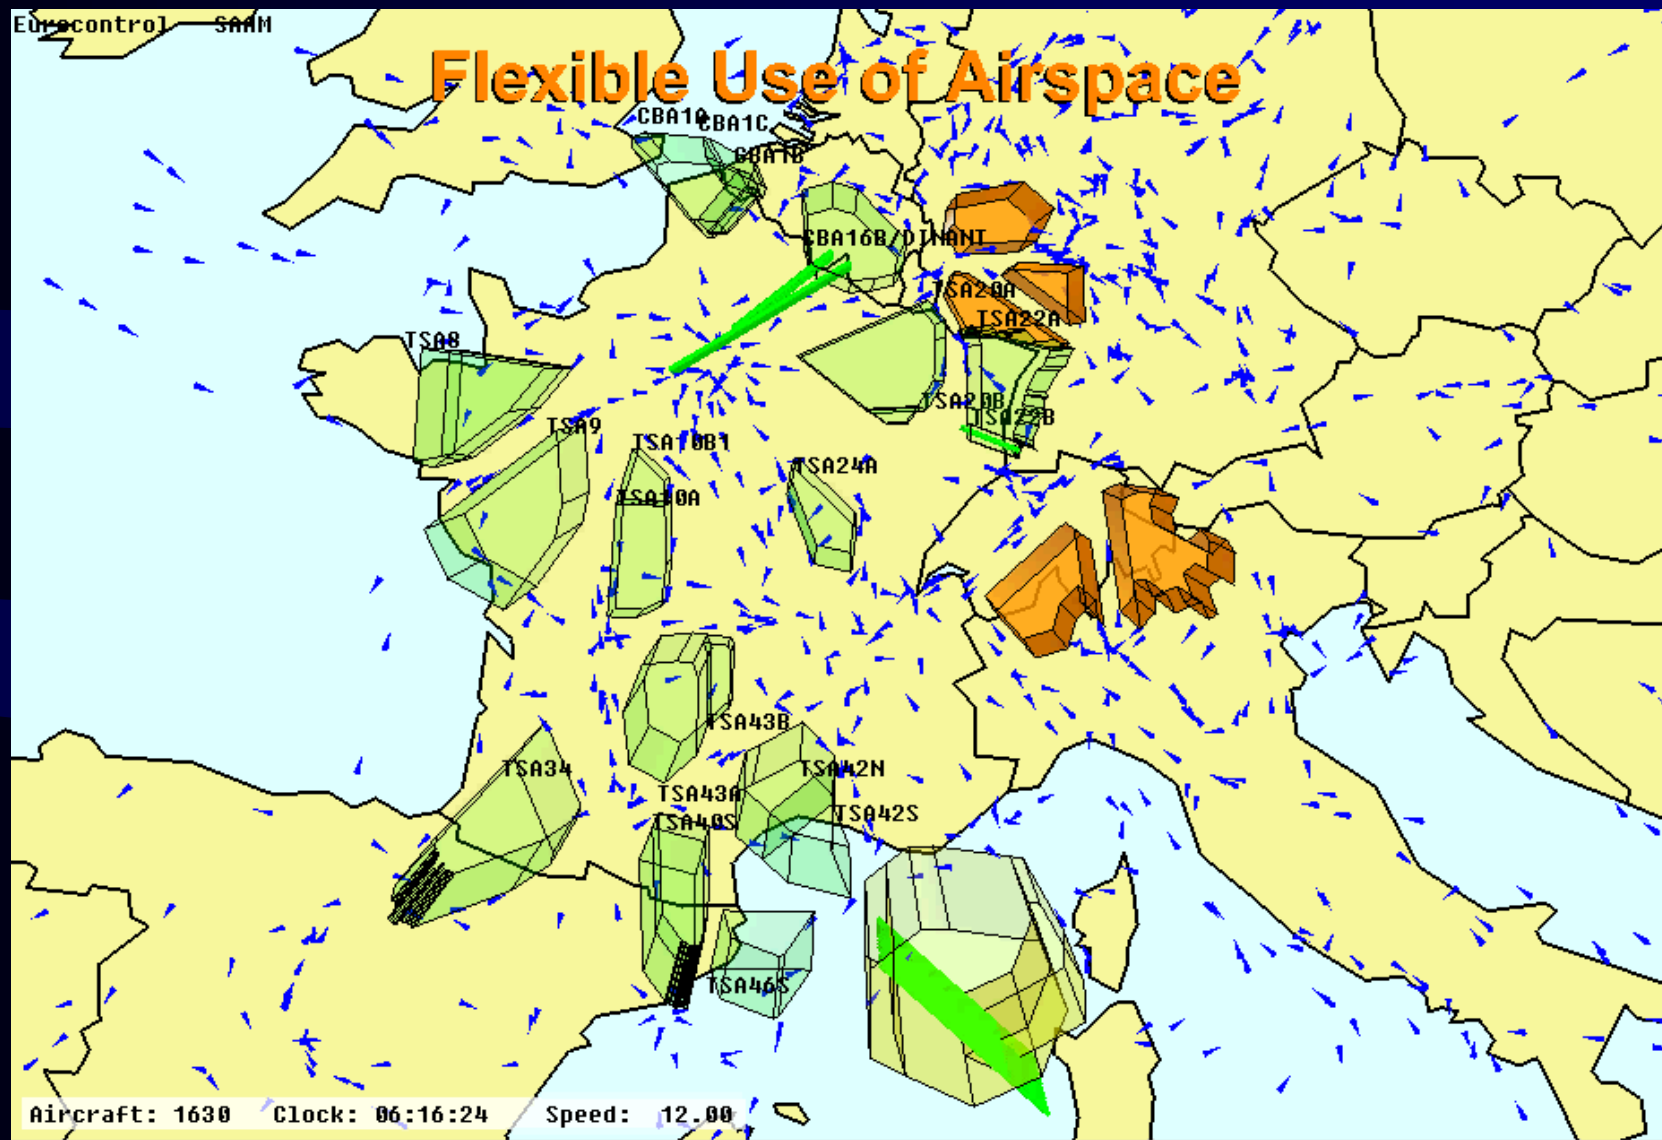 Eurocontrol SAAM
Flexible Use of Airspace
CBA1A
CBA1C
CBA1B
CBA16B/DINANT
TSA20A
TSA22A
TSA8
TSA20B
TSA22B
TSA9
TSA10B1
TSA24A
TSA10A
TSA43B
TSA34
TSA42N
TSA43A
TSA42S
TSA40S
TSA46S
Aircraft: 1630 Clock: 06:16:24 Speed: 12.00